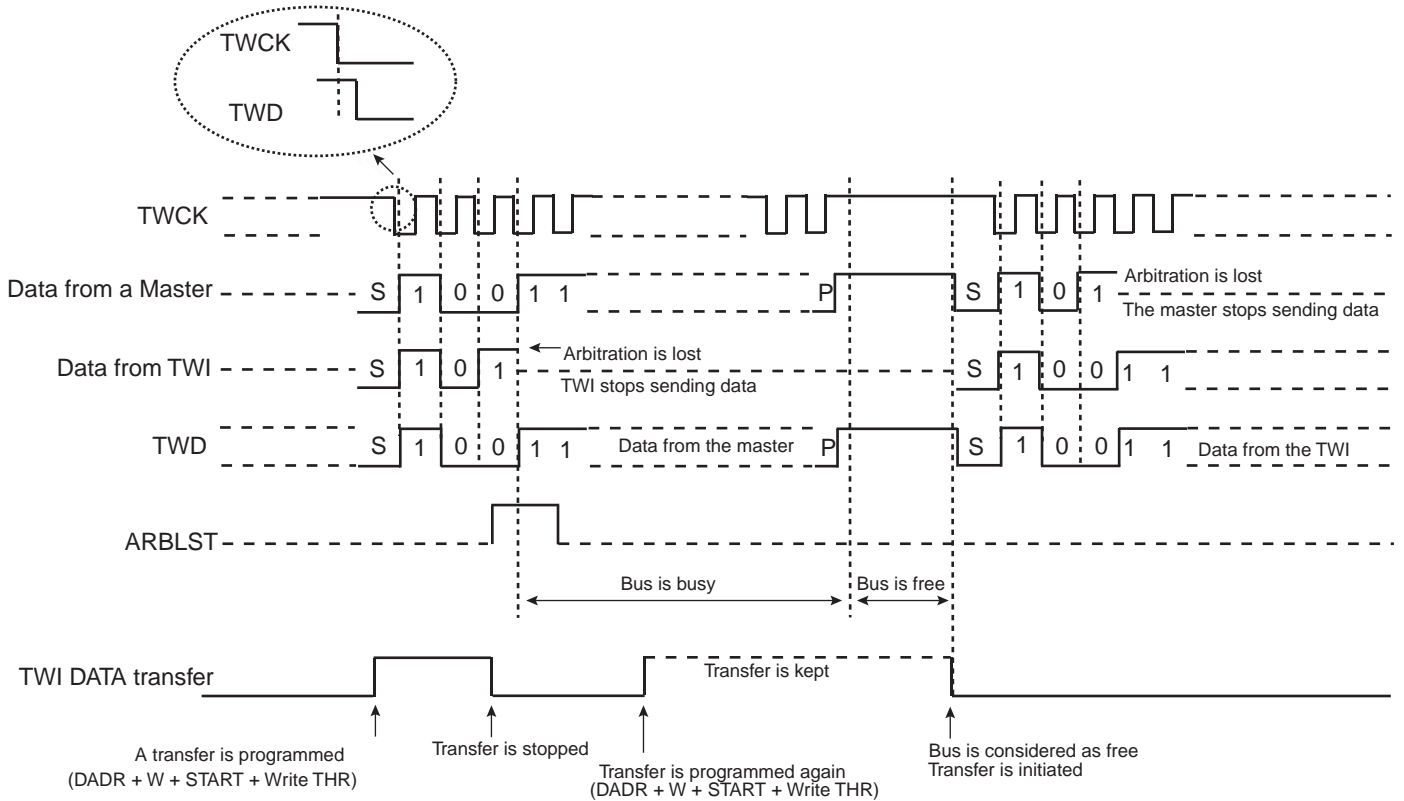 TWCK
TWD
TWCK
Data from a Master
S 1 0 0 1 1
P
S 1 0 1
Arbitration is lost
The master stops sending data
Data from TWI
S 1 0 1
Arbitration is lost
TWI stops sending data
S 1 0 0 1 1
TWD
S 1 0 0 1 1
Data from the master
P
S 1 0 0 1 1
Data from the TWI
ARBLST
Bus is busy
Bus is free
TWI DATA transfer
Transfer is kept
A transfer is programmed
(DADR + W + START + Write THR)
Transfer is stopped
Transfer is programmed again
(DADR + W + START + Write THR)
Bus is considered as free
Transfer is initiated